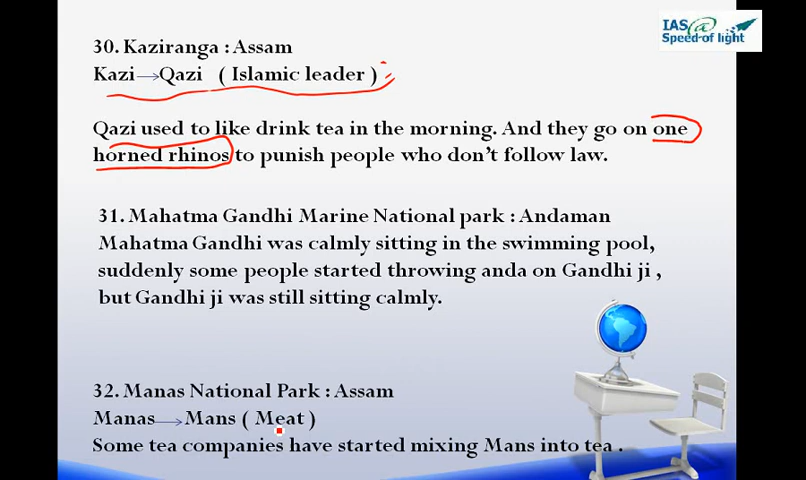 IAS@
Speed of light
30. Kaziranga : Assam
Kazi→Qazi ( Islamic leader )
Qazi used to like drink tea in the morning. And they go on one
horned rhinos to punish people who don't follow law.
31. Mahatma Gandhi Marine National park : Andaman
Mahatma Gandhi was calmly sitting in the swimming pool,
suddenly some people started throwing anda on Gandhi ji ,
but Gandhi ji was still sitting calmly.
32. Manas National Park : Assam
Manas→Mans ( Meat )
Some tea companies have started mixing Mans into tea .